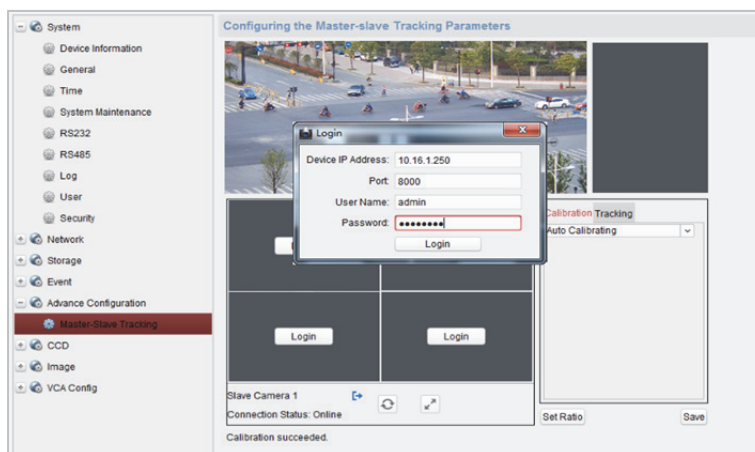 System
Device Information
General
Time
System Maintenance
RS232
RS485
Log
User
Security
Network
Storage
Event
Advance Configuration
Master-Slave Tracking
CCD
Image
VCA Config
Configuring the Master-slave Tracking Parameters
Login
Device IP Address: 10.16.1.250
Port: 8000
User Name: admin
Password: ••••••••
Login
Calibration Tracking
Auto Calibrating
Login Login
Slave Camera 1
Connection Status: Online
Set Ratio Save
Calibration succeeded.